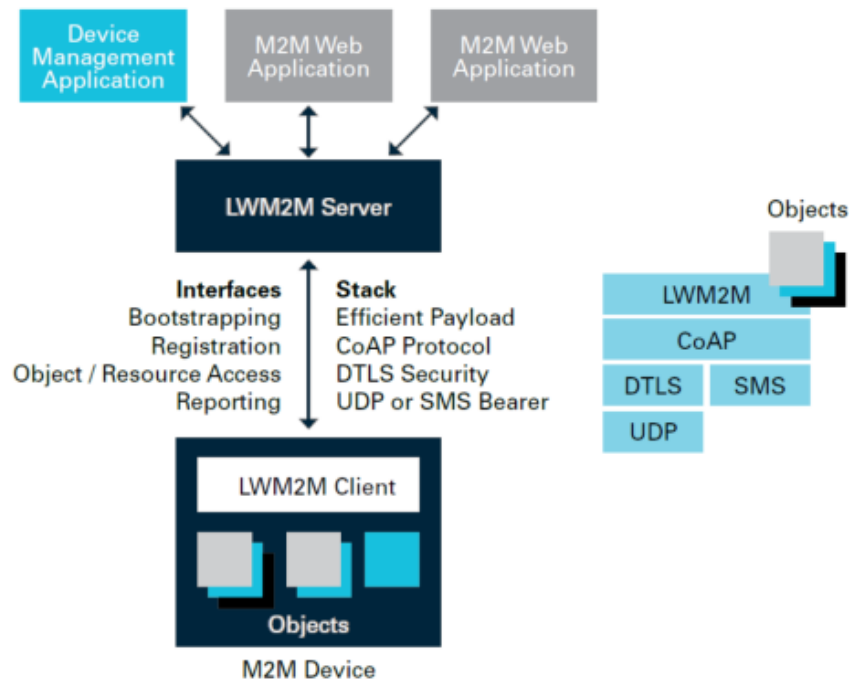 Device
Management
Application
M2M Web
Application
M2M Web
Application
LWM2M Server
Interfaces
Bootstrapping
Registration
Object / Resource Access
Reporting
Stack
Efficient Payload
CoAP Protocol
DTLS Security
UDP or SMS Bearer
Objects
LWM2M
CoAP
DTLS
SMS
UDP
LWM2M Client
Objects
M2M Device